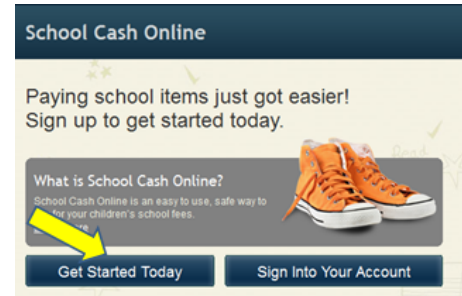 School Cash Online
Paying school items just got easier!
Sign up to get started today.
What is School Cash Online?
School Cash Online is an easy to use, safe way to
for your children's school fees.
Get Started Today
Sign Into Your Account